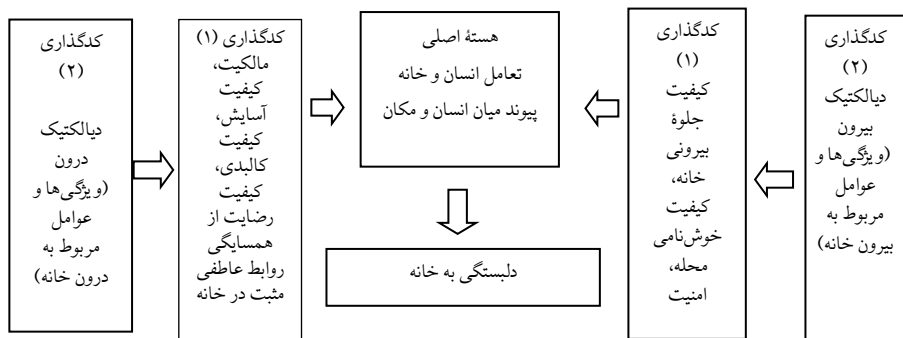 کدگذاری
(۲)
دیالکتیک
بیرون
(ویژگی‌ها و
عوامل
مربوط به
بیرون خانه)
کدگذاری
(۱)
کیفیت
جلوۀ
بیرونی
خانه،
کیفیت
خوش‌نامی
محله،
امنیت
هستۀ اصلی
تعامل انسان و خانه
پیوند میان انسان و مکان
دلبستگی به خانه
کدگذاری (۱)
مالکیت،
کیفیت
آسایش،
کیفیت
کالبدی،
کیفیت
رضایت از
همسایگی
روابط عاطفی
مثبت در خانه
کدگذاری
(۲)
دیالکتیک
درون
(ویژگی‌ها و
عوامل
مربوط به
درون خانه)